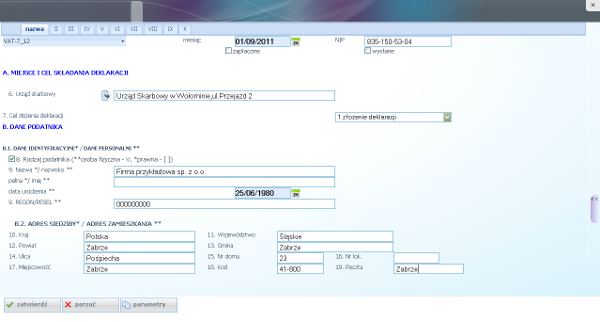 nazwa II III IV V VI VII VIII IX X
VAT-7_12 miesiąc 01/09/2011 NIP 835-159-53-04
zapłacone wysłane
A. MIEJSCE I CEL SKŁADANIA DEKLARACJI
6. Urząd skarbowy Urząd Skarbowy w Wołominie,ul.Przejazd 2
7. Cel złożenie deklaracji 1.złożenie deklaracji
B. DANE PODATNIKA
B.1. DANE IDENTYFIKACYJNE* / DANE PERSONALNE **
8. Rodzaj podatnika (**osoba fizyczna - V, *prawna - [ ])
9. Nazwa */ nazwisko ** Firma przykładowa sp. z o.o.
pełna */ imię **
data urodzenia ** 25/06/1980
9. REGON/PESEL ** 000000000
B.2. ADRES SIEDZIBY* / ADRES ZAMIESZKANIA **
10. Kraj Polska 11. Województwo Śląskie
12. Powiat Zabrze 13. Gmina Zabrze
14. Ulica Pośpiecha 15. Nr domu 23 16. Nr lok.
17. Miejscowość Zabrze 18. Kod 41-800 19. Poczta Zabrze
zatwierdź porzuć parametry